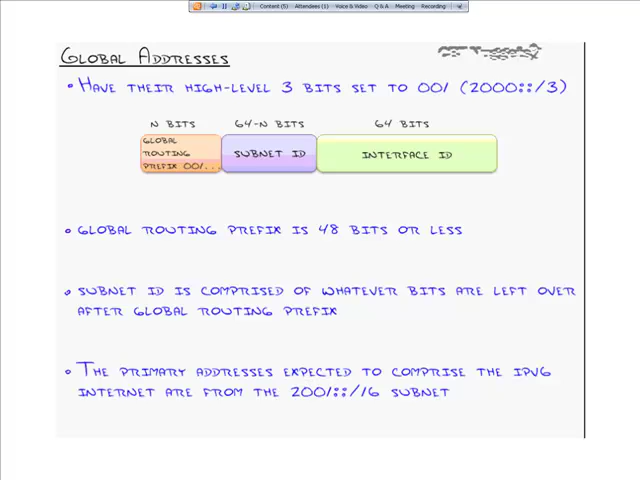 Content (5) Attendees (1) Voice & Video Q & A Meeting Recording
GLOBAL ADDRESSES
• HAVE THEIR HIGH-LEVEL 3 BITS SET TO 001 (2000::/3)
N BITS 64-N BITS 64 BITS
GLOBAL
ROUTING
PREFIX 001...
SUBNET ID
INTERFACE ID
• GLOBAL ROUTING PREFIX IS 48 BITS OR LESS
• SUBNET ID IS COMPRISED OF WHATEVER BITS ARE LEFT OVER
AFTER GLOBAL ROUTING PREFIX
• THE PRIMARY ADDRESSES EXPECTED TO COMPRISE THE IPV6
INTERNET ARE FROM THE 2001::/16 SUBNET